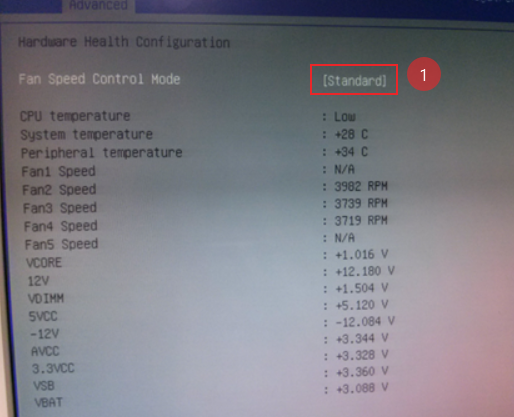 Advanced
Hardware Health Configuration
Fan Speed Control Mode [Standard] 1
CPU temperature : Low
System temperature : +28 C
Peripheral temperature : +34 C
Fan1 Speed : N/A
Fan2 Speed : 3982 RPM
Fan3 Speed : 3739 RPM
Fan4 Speed : 3719 RPM
Fan5 Speed : N/A
VCORE : +1.016 V
12V : +12.180 V
VDIMM : +1.504 V
5VCC : +5.120 V
-12V : -12.084 V
AVCC : +3.344 V
3.3VCC : +3.328 V
VSB : +3.360 V
VBAT : +3.088 V